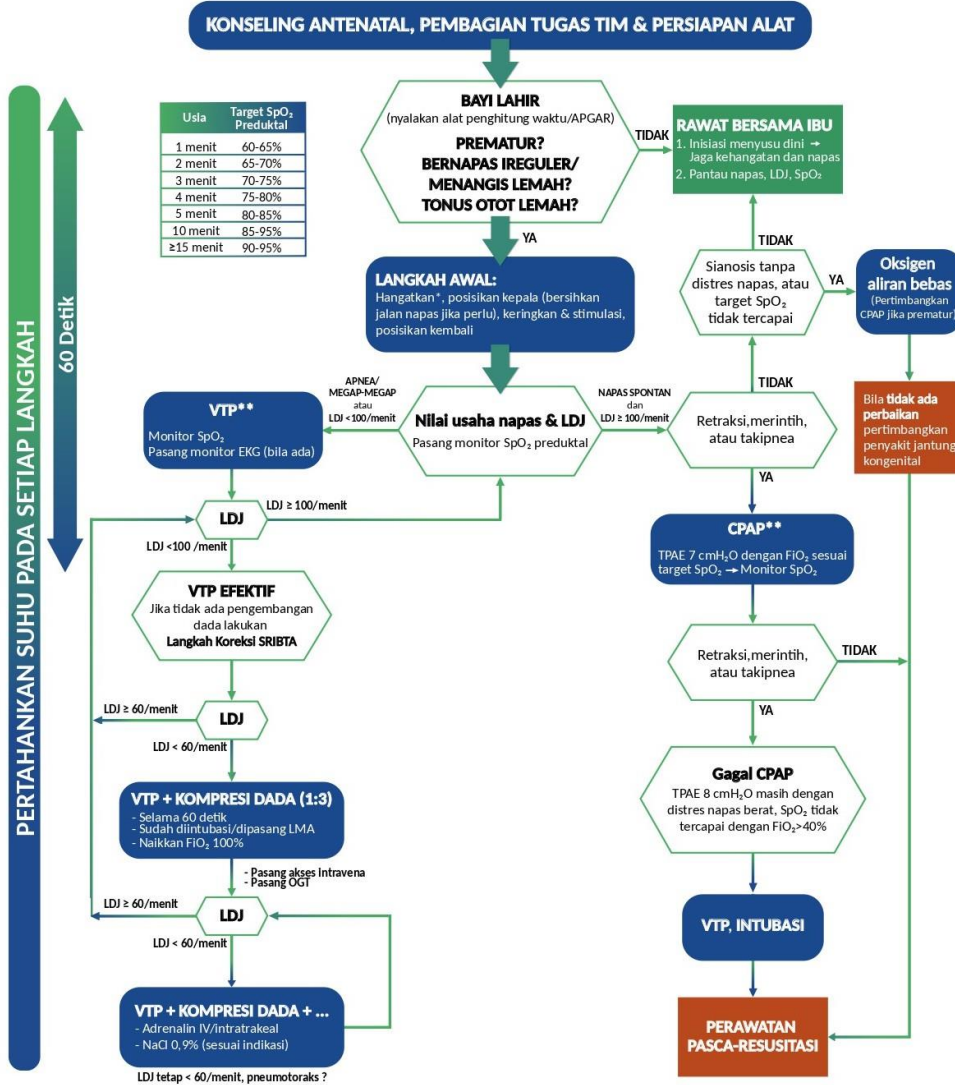 KONSELING ANTENATAL, PEMBAGIAN TUGAS TIM & PERSIAPAN ALAT
PERTAHANKAN SUHU PADA SETIAP LANGKAH
60 Detik
Usia Target SpO₂
Preduktal
1 menit 60-65%
2 menit 65-70%
3 menit 70-75%
4 menit 75-80%
5 menit 80-85%
10 menit 85-95%
≥15 menit 90-95%
BAYI LAHIR
(nyalakan alat penghitung waktu/APGAR)
PREMATUR?
BERNAPAS IREGULER/
MENANGIS LEMAH?
TONUS OTOT LEMAH?
TIDAK
RAWAT BERSAMA IBU
1. Inisiasi menyusu dini →
Jaga kehangatan dan napas
2. Pantau napas, LDJ, SpO₂
YA
LANGKAH AWAL:
Hangatkan*, posisikan kepala (bersihkan
jalan napas jika perlu), keringkan & stimulasi,
posisikan kembali
TIDAK
Sianosis tanpa
distres napas, atau
target SpO₂
tidak tercapai
YA
Oksigen
aliran bebas
(Pertimbangkan
CPAP jika prematur)
TIDAK
Bila tidak ada
perbaikan
pertimbangkan
penyakit jantung
kongenital
APNEA/
MEGAP-MEGAP
atau
LDJ <100/menit
Nilai usaha napas & LDJ
Pasang monitor SpO₂ preduktal
NAPAS SPONTAN
dan
LDJ ≥ 100/menit
Retraksi,merintih,
atau takipnea
YA
VTP**
Monitor SpO₂
Pasang monitor EKG (bila ada)
LDJ
LDJ ≥ 100/menit
LDJ <100 /menit
VTP EFEKTIF
Jika tidak ada pengembangan
dada lakukan
Langkah Koreksi SRIBTA
LDJ ≥ 60/menit
LDJ
LDJ < 60/menit
VTP + KOMPRESI DADA (1:3)
- Selama 60 detik
- Sudah diintubasi/dipasang LMA
- Naikkan FiO₂ 100%
- Pasang akses intravena
- Pasang OGT
LDJ ≥ 60/menit
LDJ
LDJ < 60/menit
VTP + KOMPRESI DADA + ...
- Adrenalin IV/intratrakeal
- NaCl 0,9% (sesuai indikasi)
LDJ tetap < 60/menit, pneumotoraks ?
CPAP**
TPAE 7 cmH₂O dengan FiO₂ sesuai
target SpO₂ → Monitor SpO₂
Retraksi,merintih,
atau takipnea
TIDAK
YA
Gagal CPAP
TPAE 8 cmH₂O masih dengan
distres napas berat, SpO₂ tidak
tercapai dengan FiO₂>40%
VTP, INTUBASI
PERAWATAN
PASCA-RESUSITASI